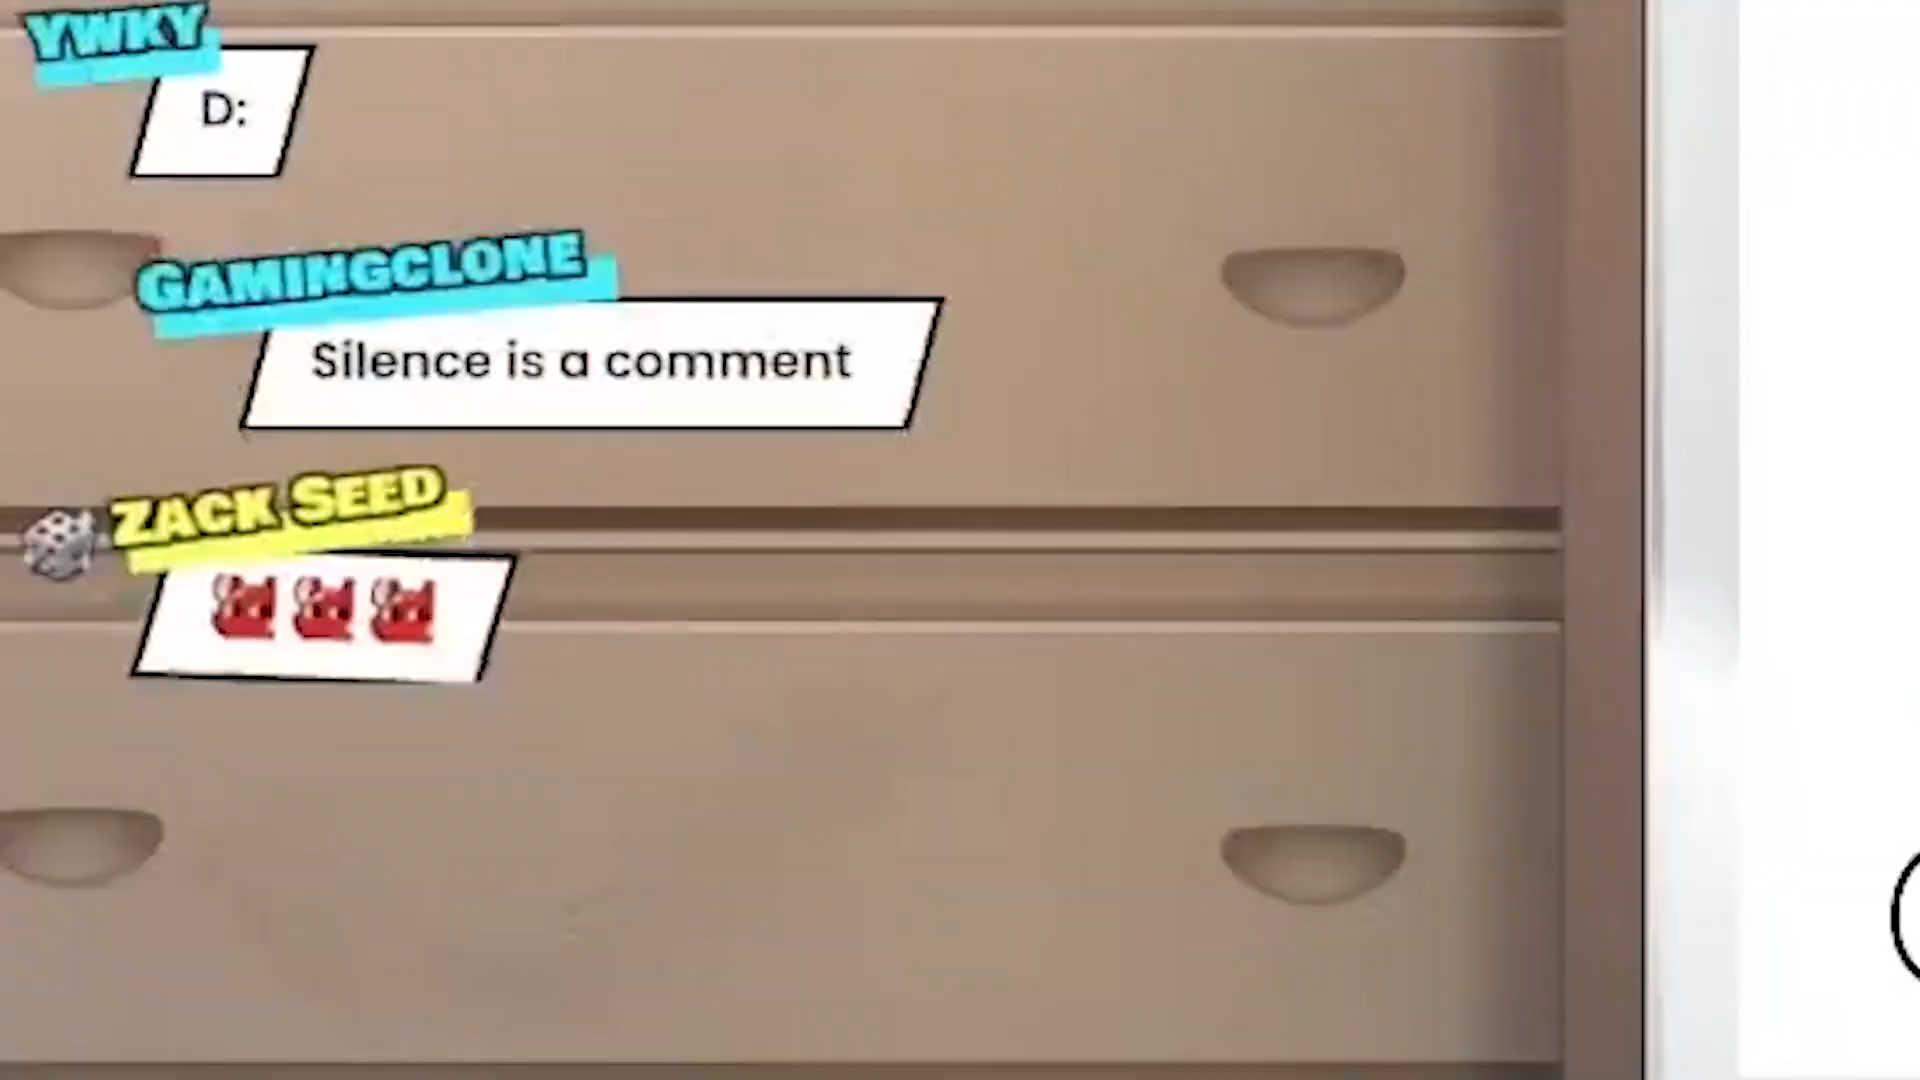 YWKY
D:
GAMINGCLONE
Silence is a comment
ZACK SEED